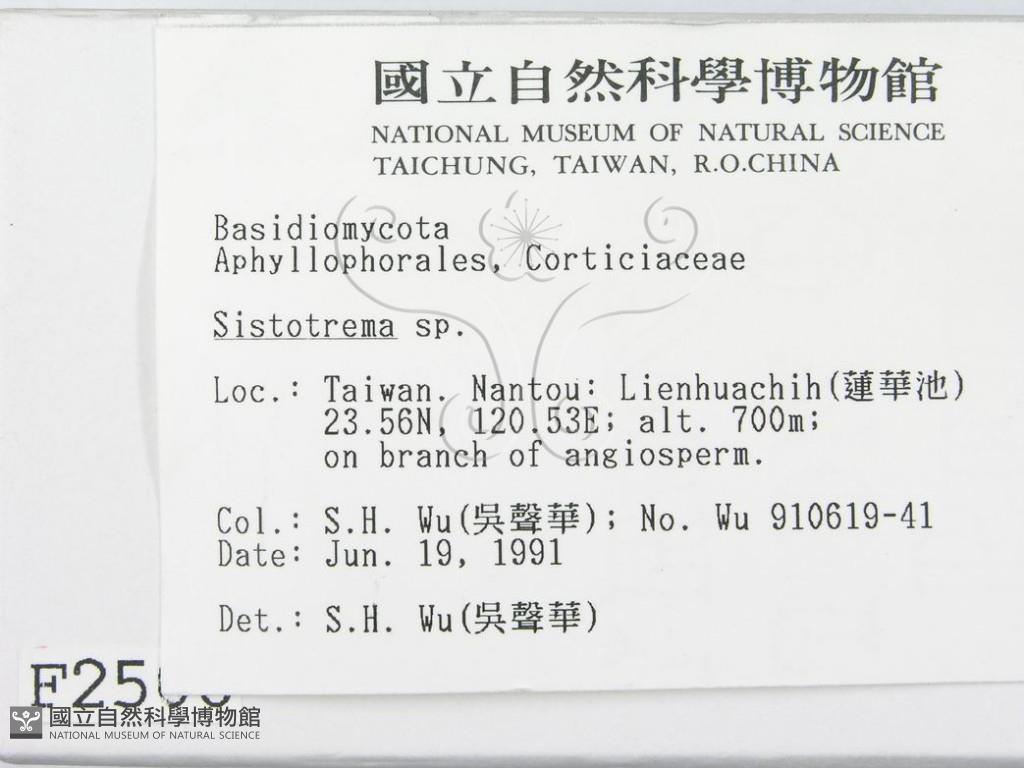 國立自然科學博物館
NATIONAL MUSEUM OF NATURAL SCIENCE
TAICHUNG, TAIWAN, R.O.CHINA
Basidiomycota
Aphyllophorales, Corticiaceae
Sistotrema sp.
Loc.: Taiwan. Nantou: Lienhuachih(蓮華池)
23.56N, 120.53E; alt. 700m;
on branch of angiosperm.
Col.: S.H. Wu(吳聲華); No. Wu 910619-41
Date: Jun. 19, 1991
Det.: S.H. Wu(吳聲華)
國立自然科學博物館
NATIONAL MUSEUM OF NATURAL SCIENCE